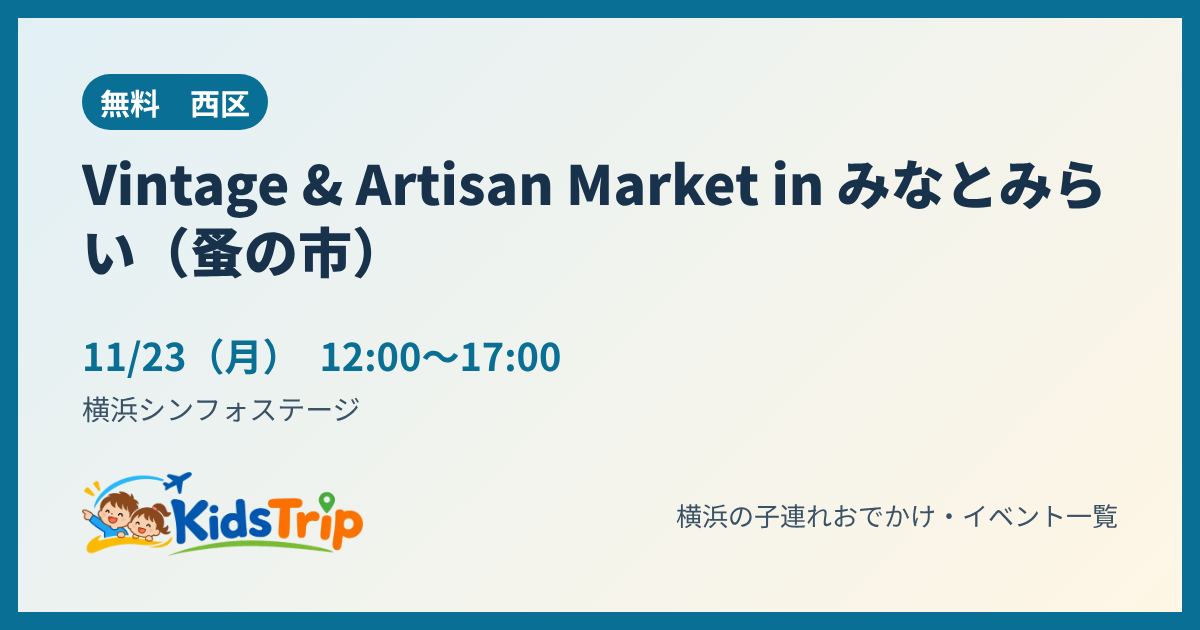 無料　西区
Vintage & Artisan Market in みなとみら
い（蚤の市）
11/23（月）　12:00〜17:00
横浜シンフォステージ
KidsTrip
横浜の子連れおでかけ・イベント一覧